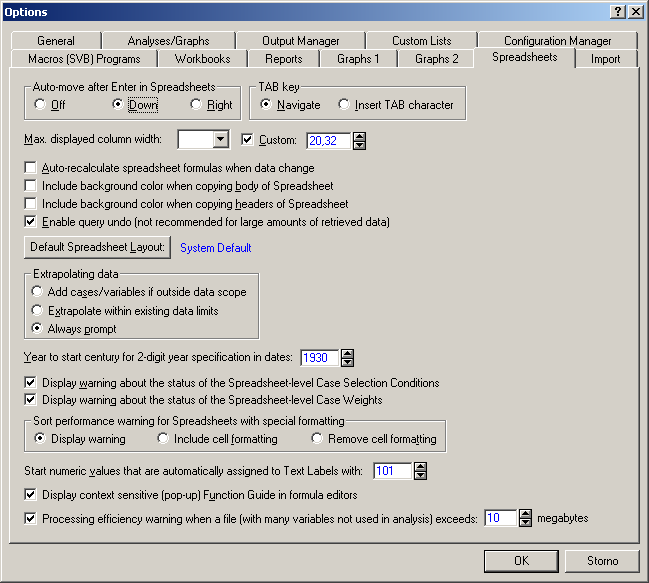 Options
General Analyses/Graphs Output Manager Custom Lists Configuration Manager
Macros (SVB) Programs Workbooks Reports Graphs 1 Graphs 2 Spreadsheets Import
Auto-move after Enter in Spreadsheets TAB key
Off Down Right Navigate Insert TAB character
Max. displayed column width: Custom: 20,32
Auto-recalculate spreadsheet formulas when data change
Include background color when copying body of Spreadsheet
Include background color when copying headers of Spreadsheet
Enable query undo (not recommended for large amounts of retrieved data)
Default Spreadsheet Layout: System Default
Extrapolating data
Add cases/variables if outside data scope
Extrapolate within existing data limits
Always prompt
Year to start century for 2-digit year specification in dates: 1930
Display warning about the status of the Spreadsheet-level Case Selection Conditions
Display warning about the status of the Spreadsheet-level Case Weights
Sort performance warning for Spreadsheets with special formatting
Display warning Include cell formatting Remove cell formatting
Start numeric values that are automatically assigned to Text Labels with: 101
Display context sensitive (pop-up) Function Guide in formula editors
Processing efficiency warning when a file (with many variables not used in analysis) exceeds: 10 megabytes
OK Storno